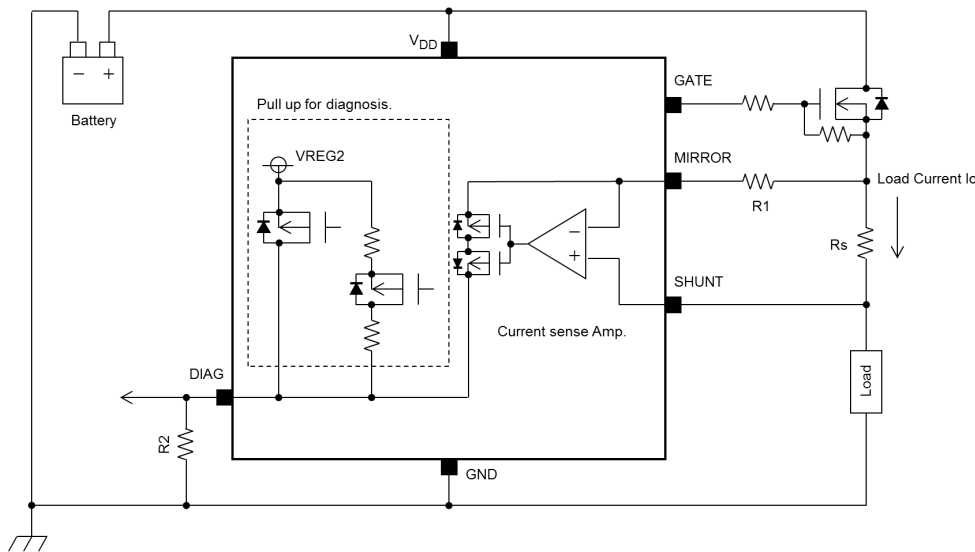 VDD
GATE
− +
Pull up for diagnosis.
Battery
VREG2
MIRROR
Load Current Io
R1
−
Rs
+
SHUNT
Current sense Amp.
DIAG
Load
R2
GND